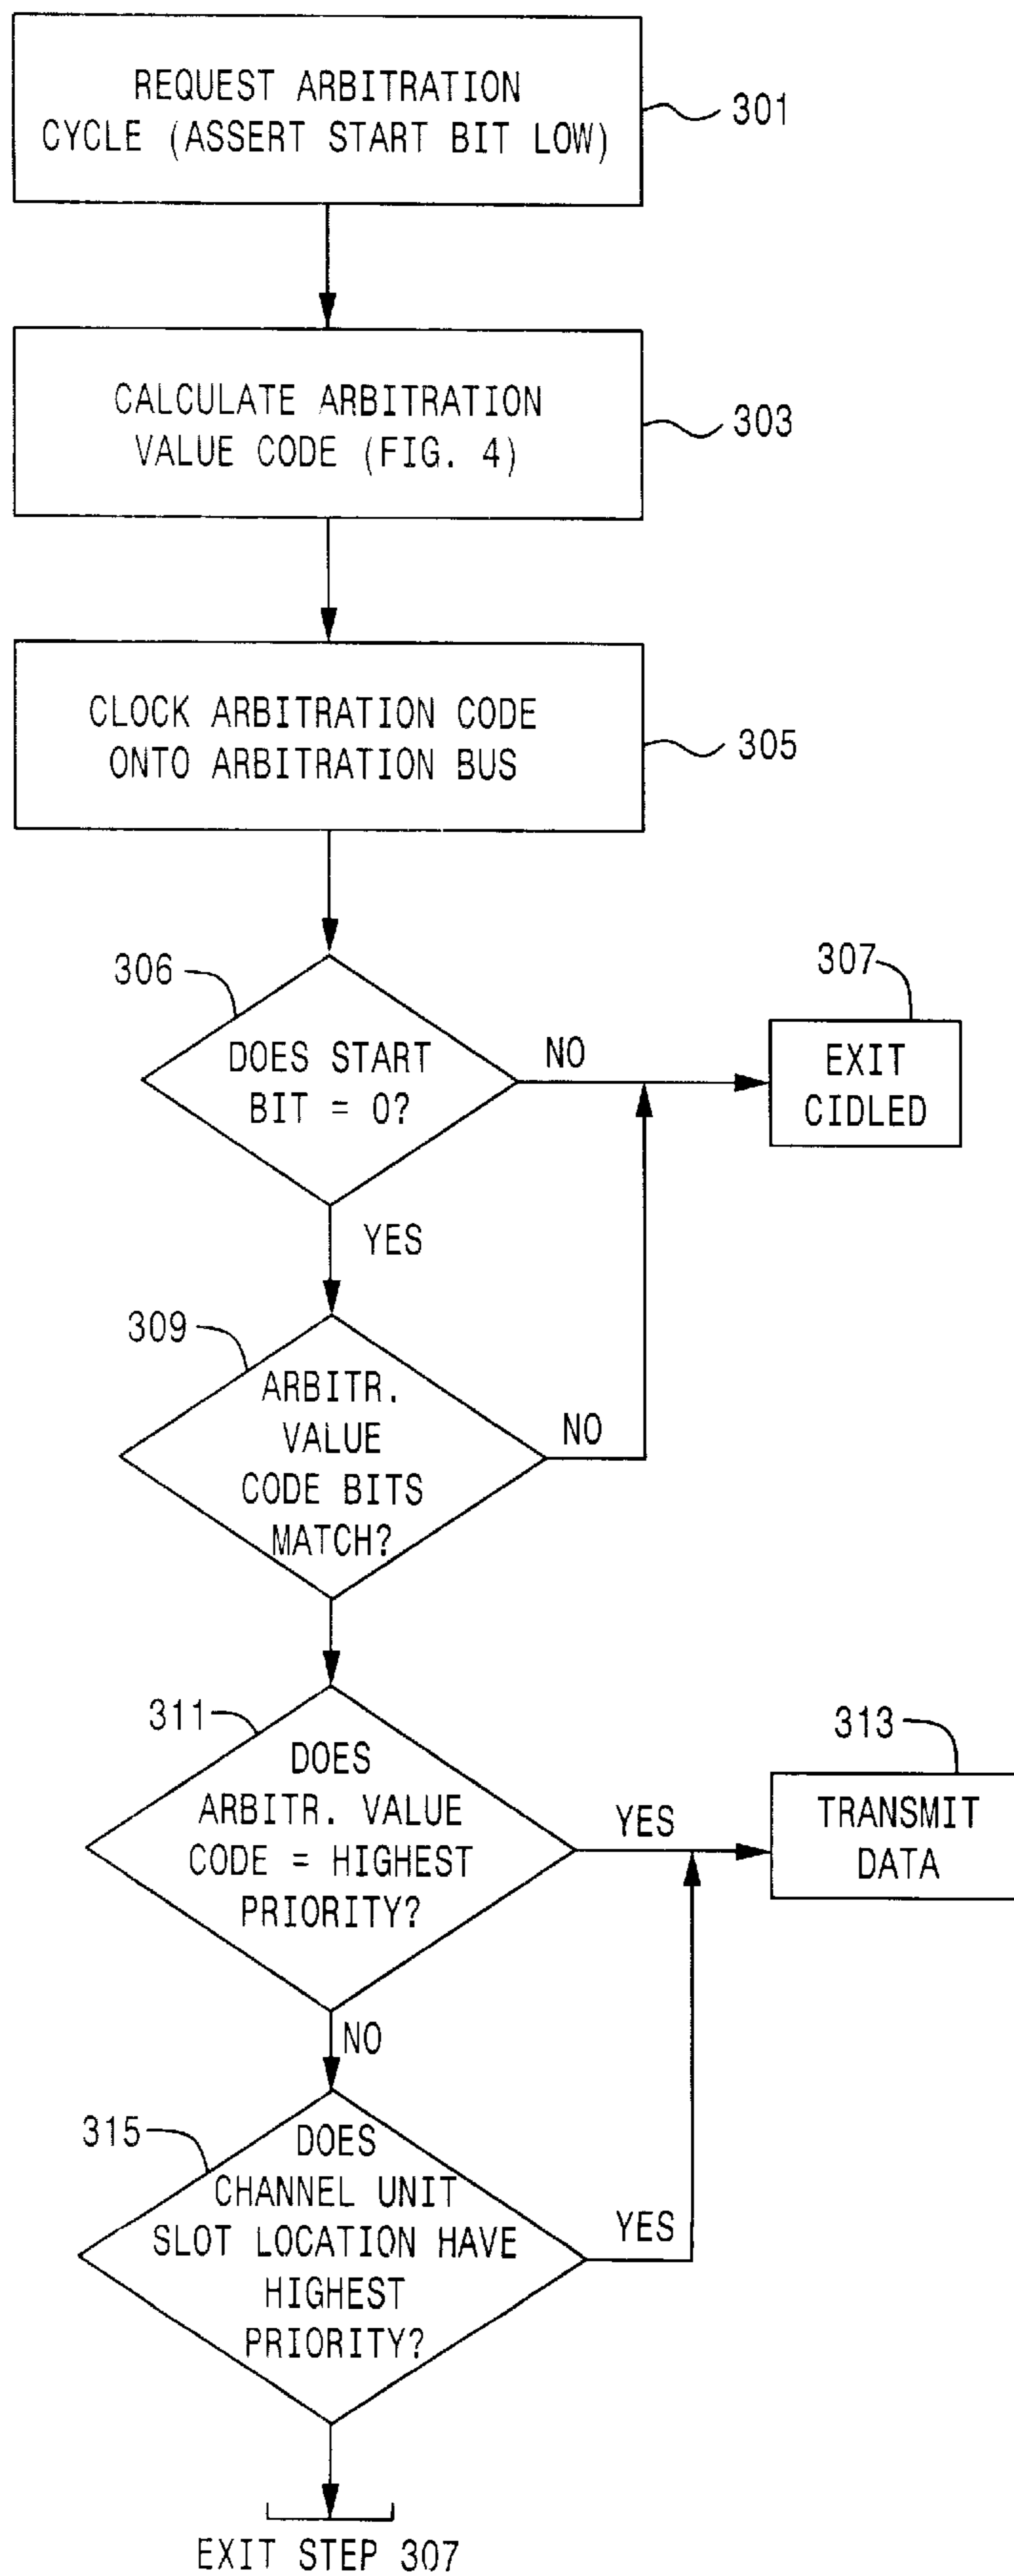 REQUEST ARBITRATION
CYCLE (ASSERT START BIT LOW)
301
CALCULATE ARBITRATION
VALUE CODE (FIG. 4)
303
CLOCK ARBITRATION CODE
ONTO ARBITRATION BUS
305
306
DOES START
BIT = 0?
NO
307
EXIT
CIDLED
YES
309
ARBITR.
VALUE
CODE BITS
MATCH?
NO
311
DOES
ARBITR. VALUE
CODE = HIGHEST
PRIORITY?
YES
313
TRANSMIT
DATA
NO
315
DOES
CHANNEL UNIT
SLOT LOCATION HAVE
HIGHEST
PRIORITY?
YES
EXIT STEP 307